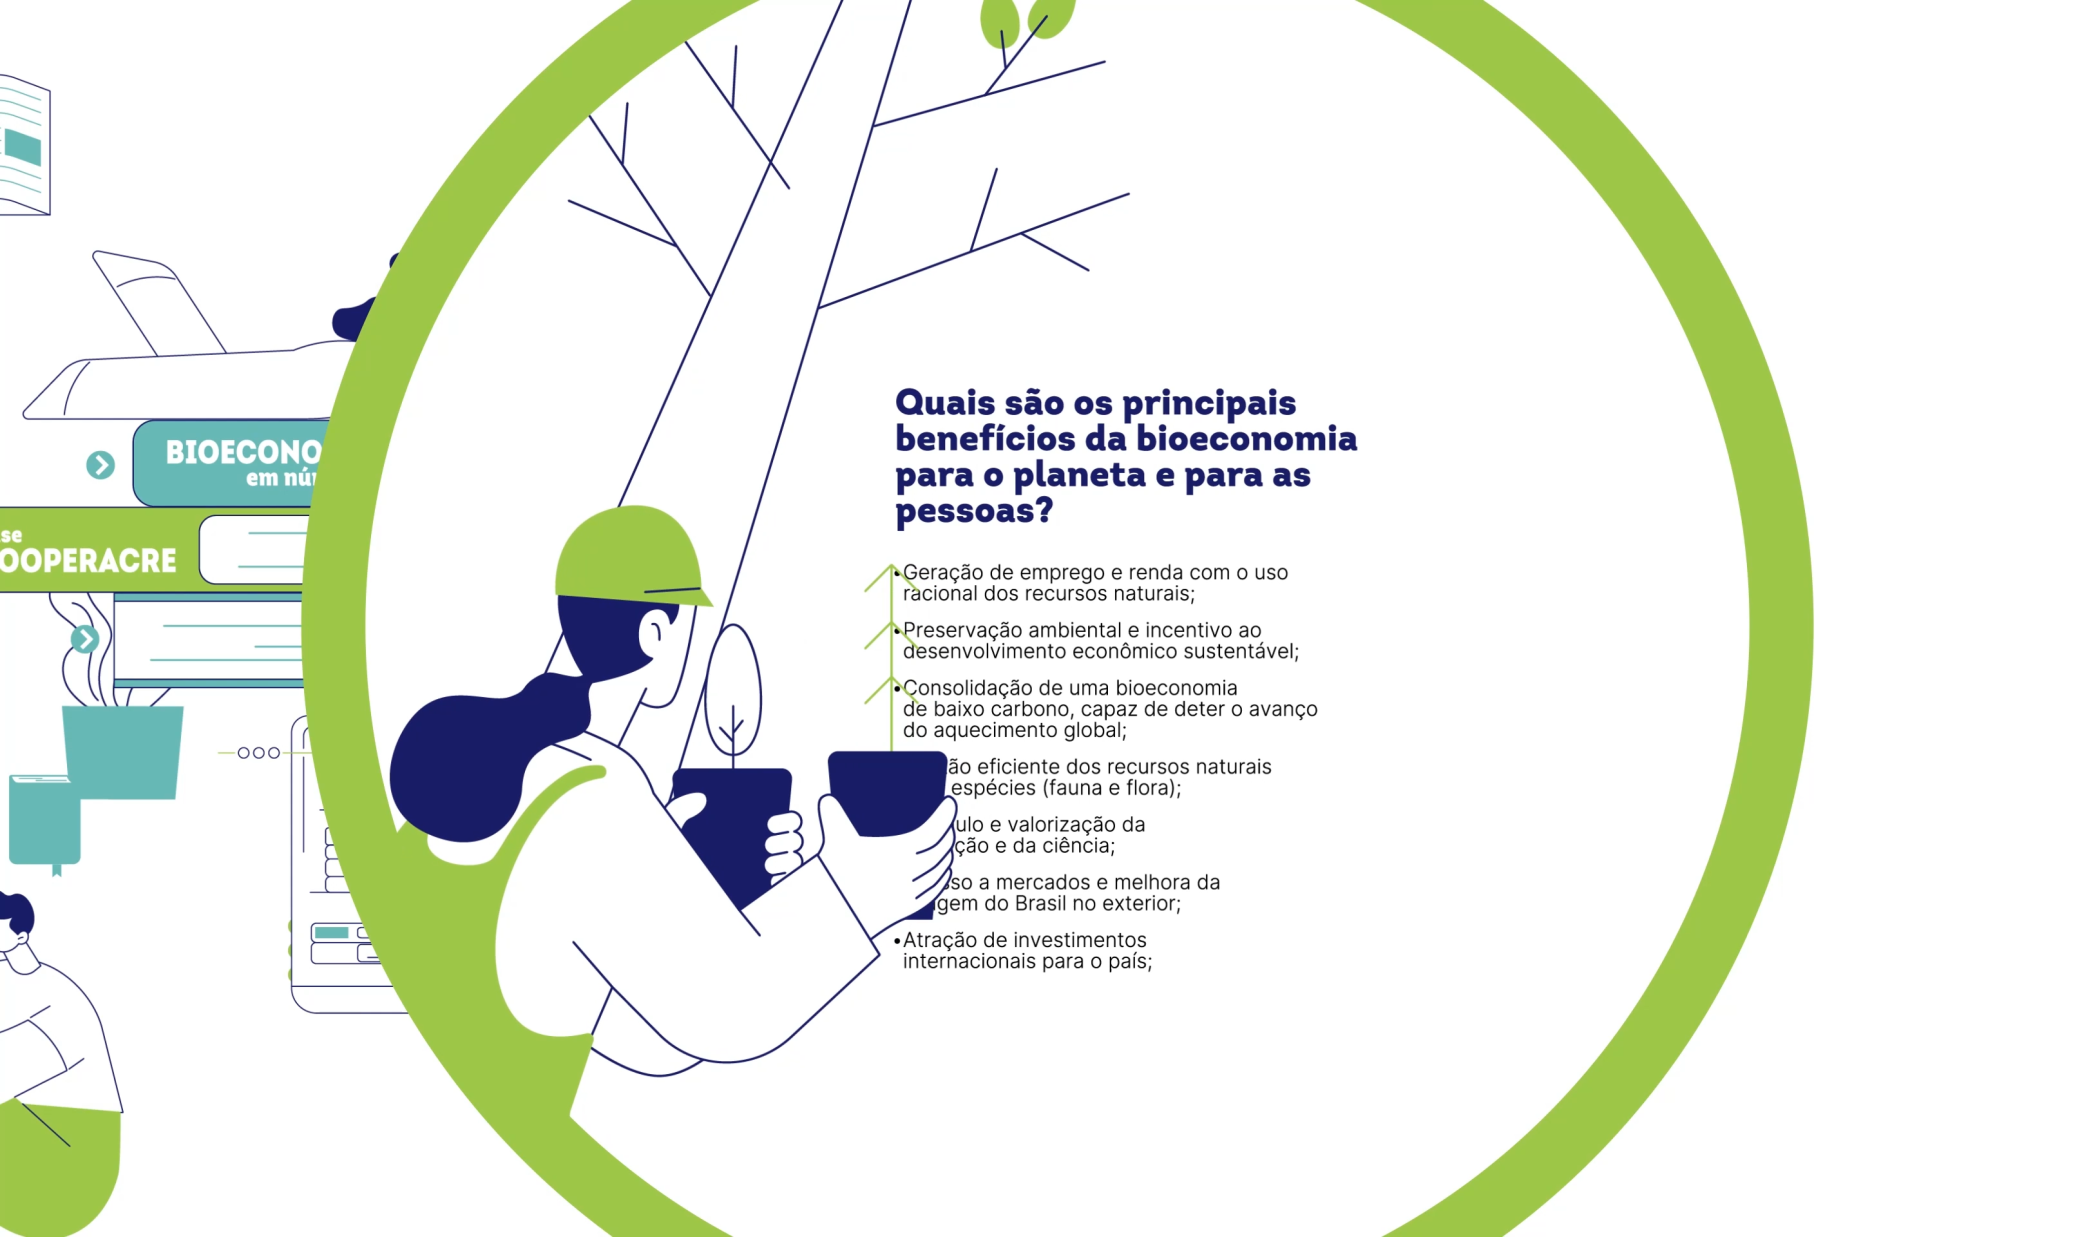 BIOECONO
em nú
se
OOPERACRE
Quais são os principais
benefícios da bioeconomia
para o planeta e para as
pessoas?
•Geração de emprego e renda com o uso
racional dos recursos naturais;
•Preservação ambiental e incentivo ao
desenvolvimento econômico sustentável;
•Consolidação de uma bioeconomia
de baixo carbono, capaz de deter o avanço
do aquecimento global;
ão eficiente dos recursos naturais
espécies (fauna e flora);
ulo e valorização da
ção e da ciência;
so a mercados e melhora da
gem do Brasil no exterior;
•Atração de investimentos
internacionais para o país;